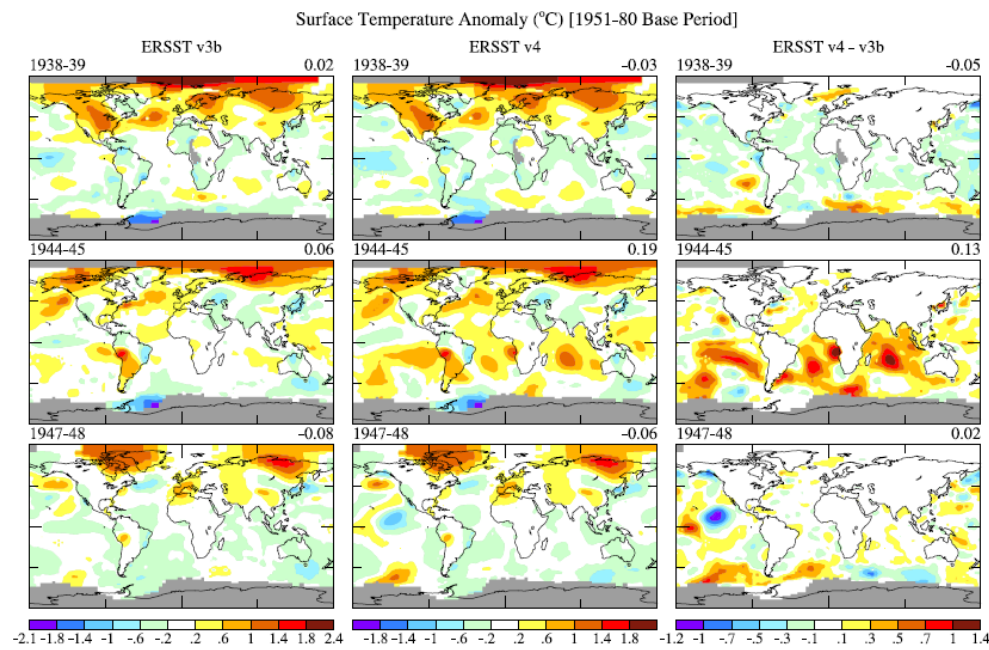 Surface Temperature Anomaly (°C) [1951-80 Base Period]
ERSST v3b ERSST v4 ERSST v4 - v3b
1938-39 0.02 1938-39 -0.03 1938-39 -0.05
1944-45 0.06 1944-45 0.19 1944-45 0.13
1947-48 -0.08 1947-48 -0.06 1947-48 0.02
-2.1 -1.8 -1.4 -1 -.6 -.2 .2 .6 1 1.4 1.8 2.4 -1.8 -1.4 -1 -.6 -.2 .2 .6 1 1.4 1.8 -1.2 -1 -.7 -.5 -.3 -.1 .1 .3 .5 .7 1 1.4